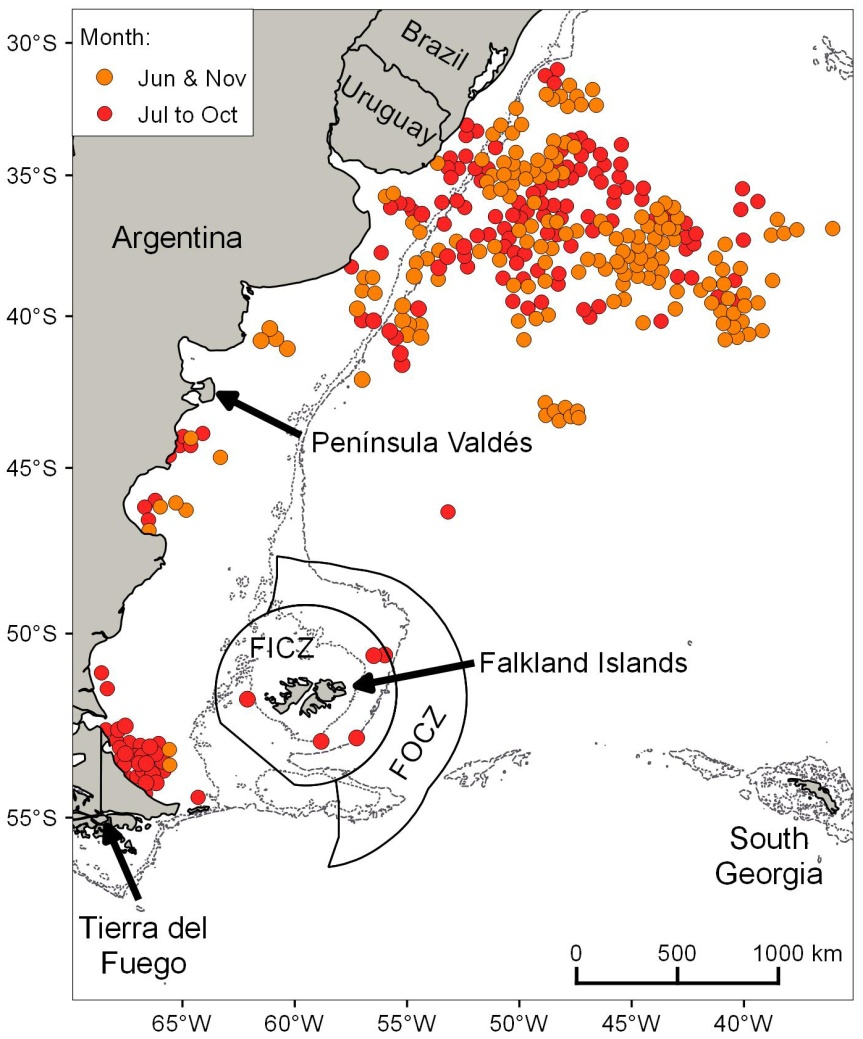 Month:
Jun & Nov
Jul to Oct
Brazil
Uruguay
Argentina
Península Valdés
FICZ
Falkland Islands
FOCZ
South
Georgia
Tierra del
Fuego
0 500 1000 km
30°S
35°S
40°S
45°S
50°S
55°S
65°W 60°W 55°W 50°W 45°W 40°W